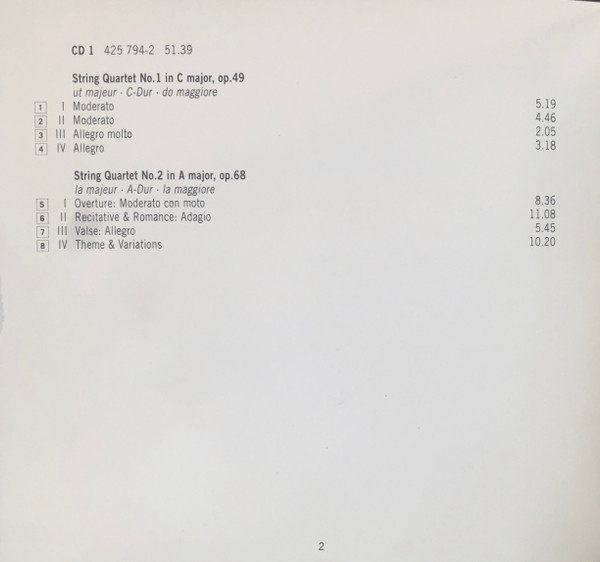 CD 1 425 794-2 51.39
String Quartet No.1 in C major, op.49
ut majeur · C-Dur · do maggiore
1 I Moderato 5.19
2 II Moderato 4.46
3 III Allegro molto 2.05
4 IV Allegro 3.18
String Quartet No.2 in A major, op.68
la majeur · A-Dur · la maggiore
5 I Overture: Moderato con moto 8.36
6 II Recitative & Romance: Adagio 11.08
7 III Valse: Allegro 5.45
8 IV Theme & Variations 10.20
2